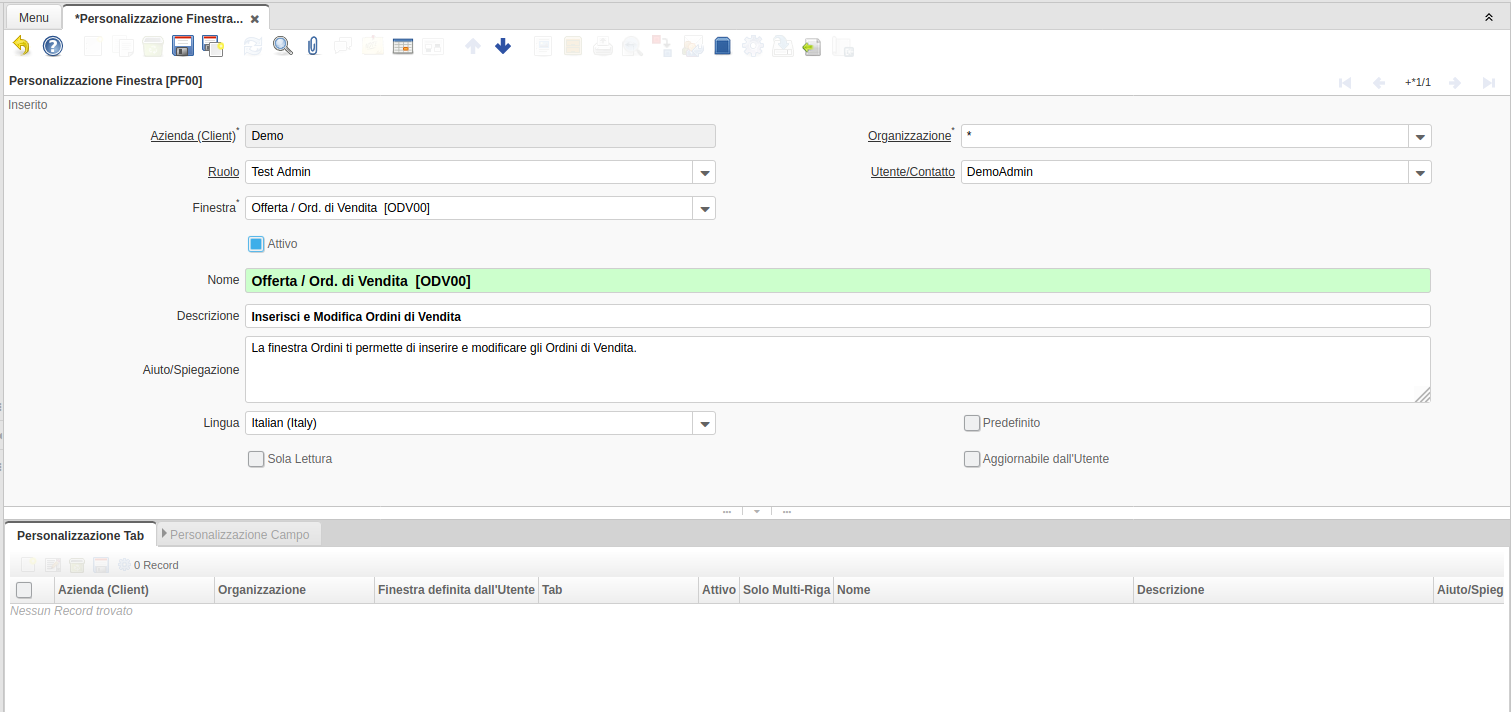 Menu
*Personalizzazione Finestra...
Personalizzazione Finestra [PF00]
+*1/1
Inserito
Azienda (Client)* Demo
Organizzazione* *
Ruolo Test Admin
Utente/Contatto DemoAdmin
Finestra* Offerta / Ord. di Vendita [ODV00]
Attivo
Nome Offerta / Ord. di Vendita [ODV00]
Descrizione Inserisci e Modifica Ordini di Vendita
Aiuto/Spiegazione La finestra Ordini ti permette di inserire e modificare gli Ordini di Vendita.
Lingua Italian (Italy)
Predefinito
Sola Lettura
Aggiornabile dall'Utente
Personalizzazione Tab
Personalizzazione Campo
0 Record
Azienda (Client) Organizzazione Finestra definita dall'Utente Tab Attivo Solo Multi-Riga Nome Descrizione Aiuto/Spieg
Nessun Record trovato